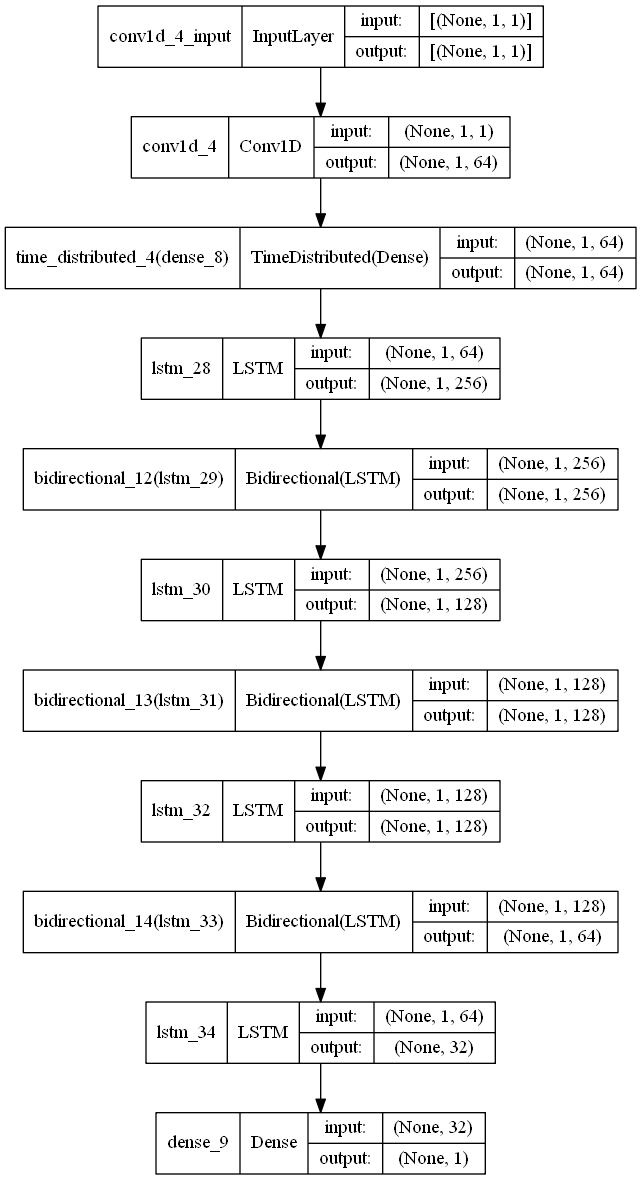 conv1d_4_input InputLayer input: [(None, 1, 1)]
output: [(None, 1, 1)]
conv1d_4 Conv1D input: (None, 1, 1)
output: (None, 1, 64)
time_distributed_4(dense_8) TimeDistributed(Dense) input: (None, 1, 64)
output: (None, 1, 64)
lstm_28 LSTM input: (None, 1, 64)
output: (None, 1, 256)
bidirectional_12(lstm_29) Bidirectional(LSTM) input: (None, 1, 256)
output: (None, 1, 256)
lstm_30 LSTM input: (None, 1, 256)
output: (None, 1, 128)
bidirectional_13(lstm_31) Bidirectional(LSTM) input: (None, 1, 128)
output: (None, 1, 128)
lstm_32 LSTM input: (None, 1, 128)
output: (None, 1, 128)
bidirectional_14(lstm_33) Bidirectional(LSTM) input: (None, 1, 128)
output: (None, 1, 64)
lstm_34 LSTM input: (None, 1, 64)
output: (None, 32)
dense_9 Dense input: (None, 32)
output: (None, 1)